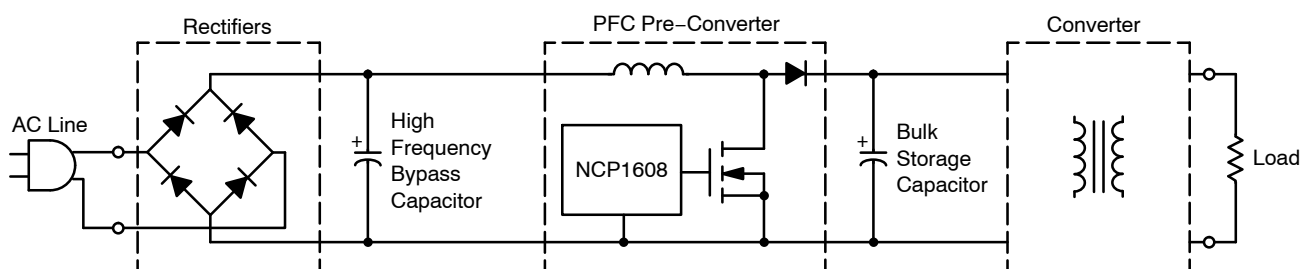 Rectifiers
PFC Pre−Converter
Converter
AC Line
+
High
Frequency
Bypass
Capacitor
NCP1608
+
Bulk
Storage
Capacitor
Load